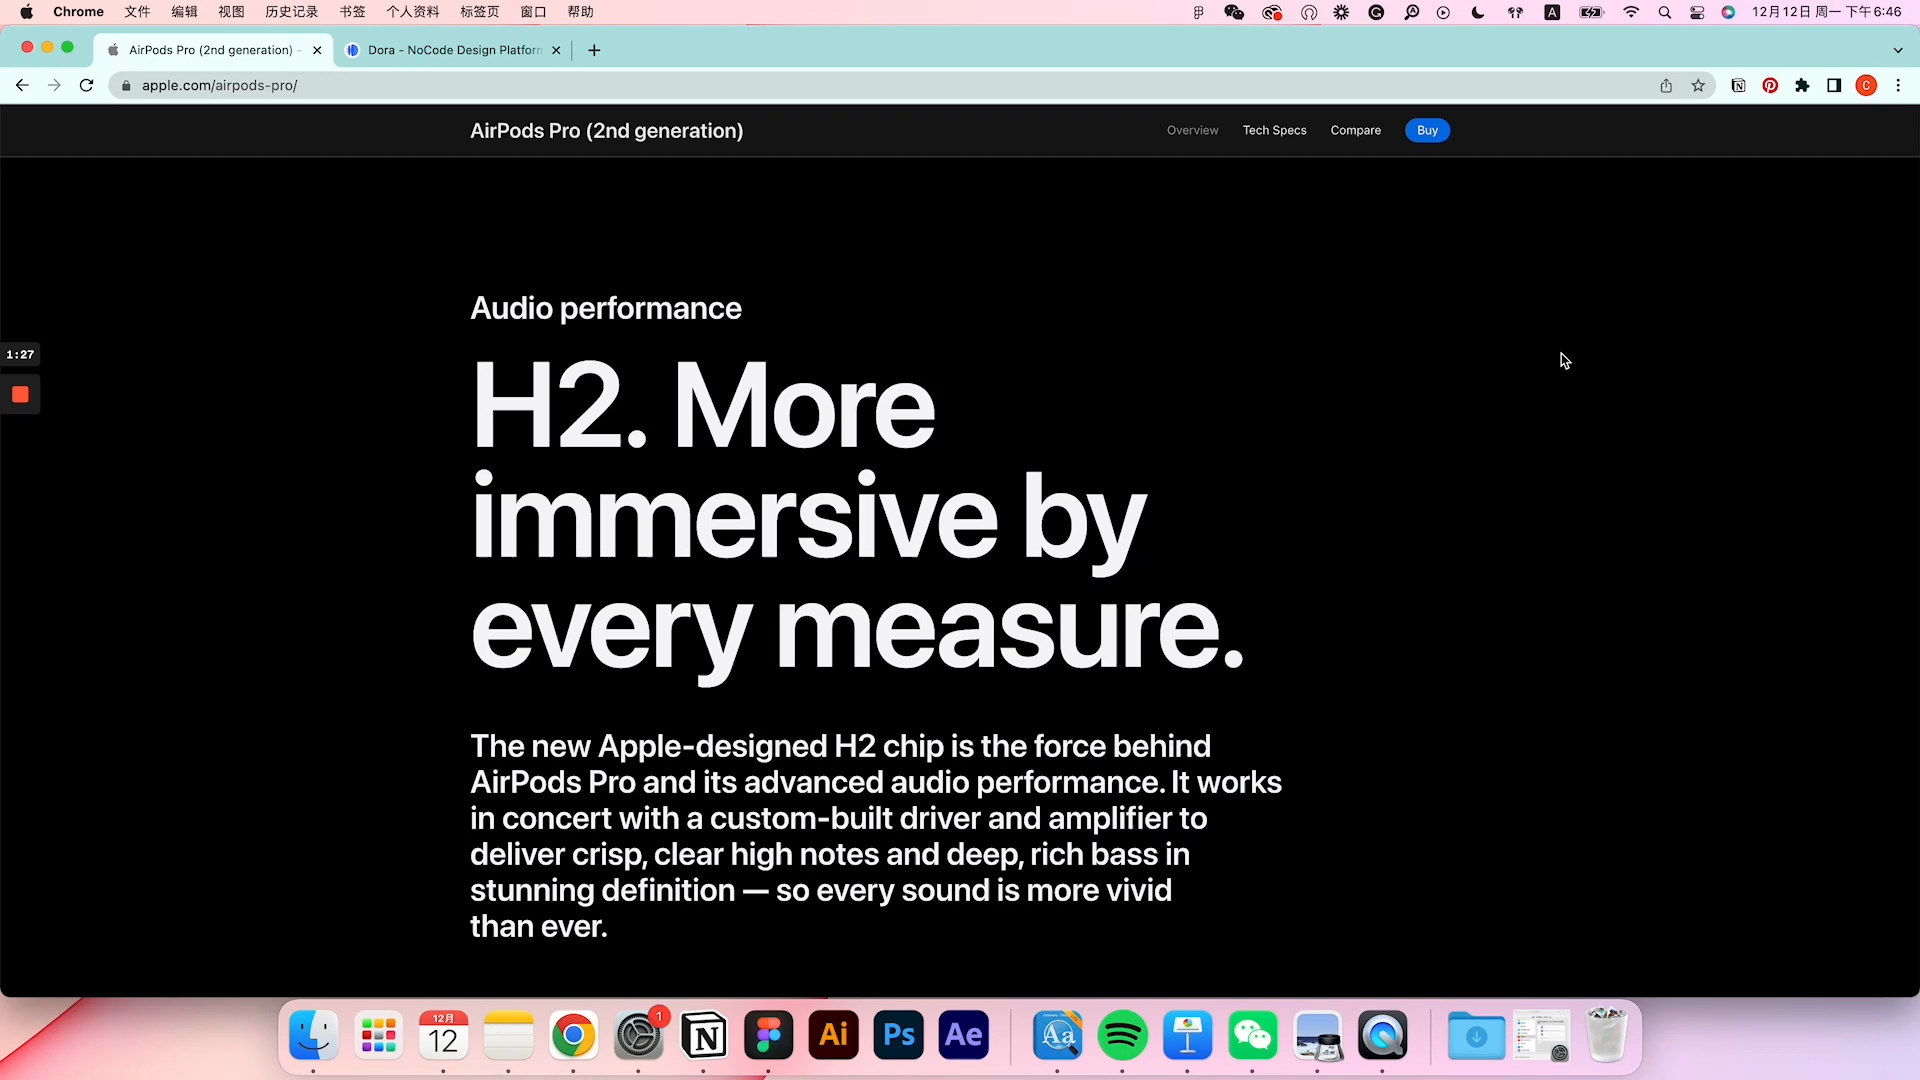 Chrome 文件 编辑 视图 历史记录 书签 个人资料 标签页 窗口 帮助 A 12月12日 周一 下午6:46
AirPods Pro (2nd generation) - Dora - NoCode Design Platform
apple.com/airpods-pro/ C
AirPods Pro (2nd generation) Overview Tech Specs Compare Buy
Audio performance
1:27
H2. More
immersive by
every measure.
The new Apple-designed H2 chip is the force behind
AirPods Pro and its advanced audio performance. It works
in concert with a custom-built driver and amplifier to
deliver crisp, clear high notes and deep, rich bass in
stunning definition — so every sound is more vivid
than ever.
12月 1
12 N Ai Ps Ae Aa